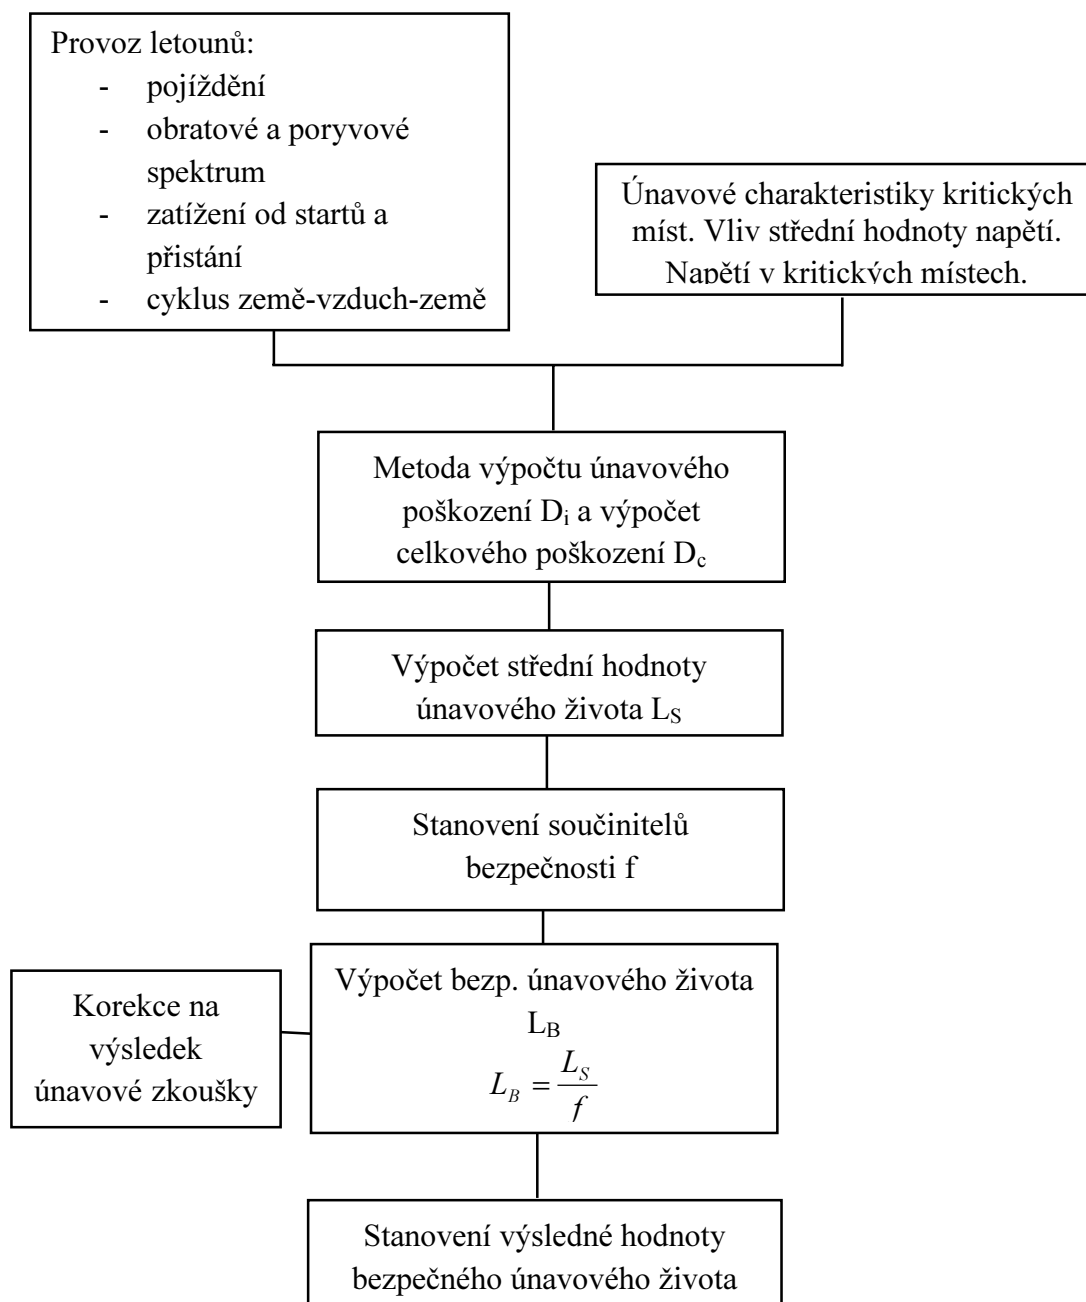 Provoz letounů:
- pojíždění
- obratové a poryvové
spektrum
- zatížení od startů a
přistání
- cyklus země-vzduch-země
Únavové charakteristiky kritických
míst. Vliv střední hodnoty napětí.
Napětí v kritických místech.
Metoda výpočtu únavového
poškození Di a výpočet
celkového poškození Dc
Výpočet střední hodnoty
únavového života LS
Stanovení součinitelů
bezpečnosti f
Korekce na
výsledek
únavové zkoušky
Výpočet bezp. únavového života
LB
L_B = L_S / f
Stanovení výsledné hodnoty
bezpečného únavového života